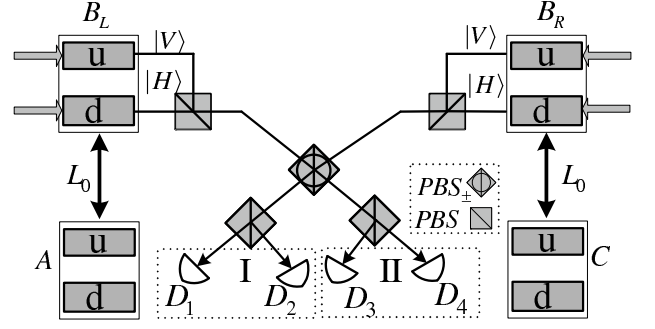 B_L |V⟩ |V⟩ B_R
u u
|H⟩ |H⟩
d d
L_0 L_0
PBS_±
PBS
A u u C
I II
d d
D_1 D_2 D_3 D_4